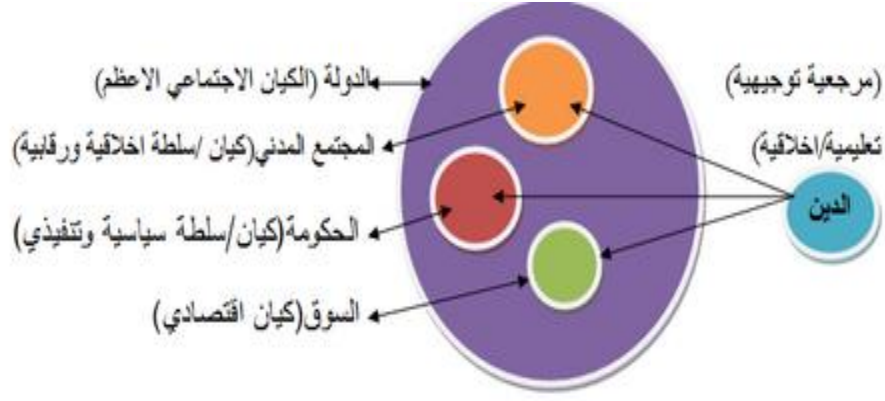 (مرجعية توجيهية)
تعليمية/اخلاقية)
الدين
الدولة (الكيان الاجتماعي الاعظم)
المجتمع المدني(كيان /سلطة اخلاقية ورقابية)
الحكومة(كيان/سلطة سياسية وتنفيذي)
السوق(كيان اقتصادي)